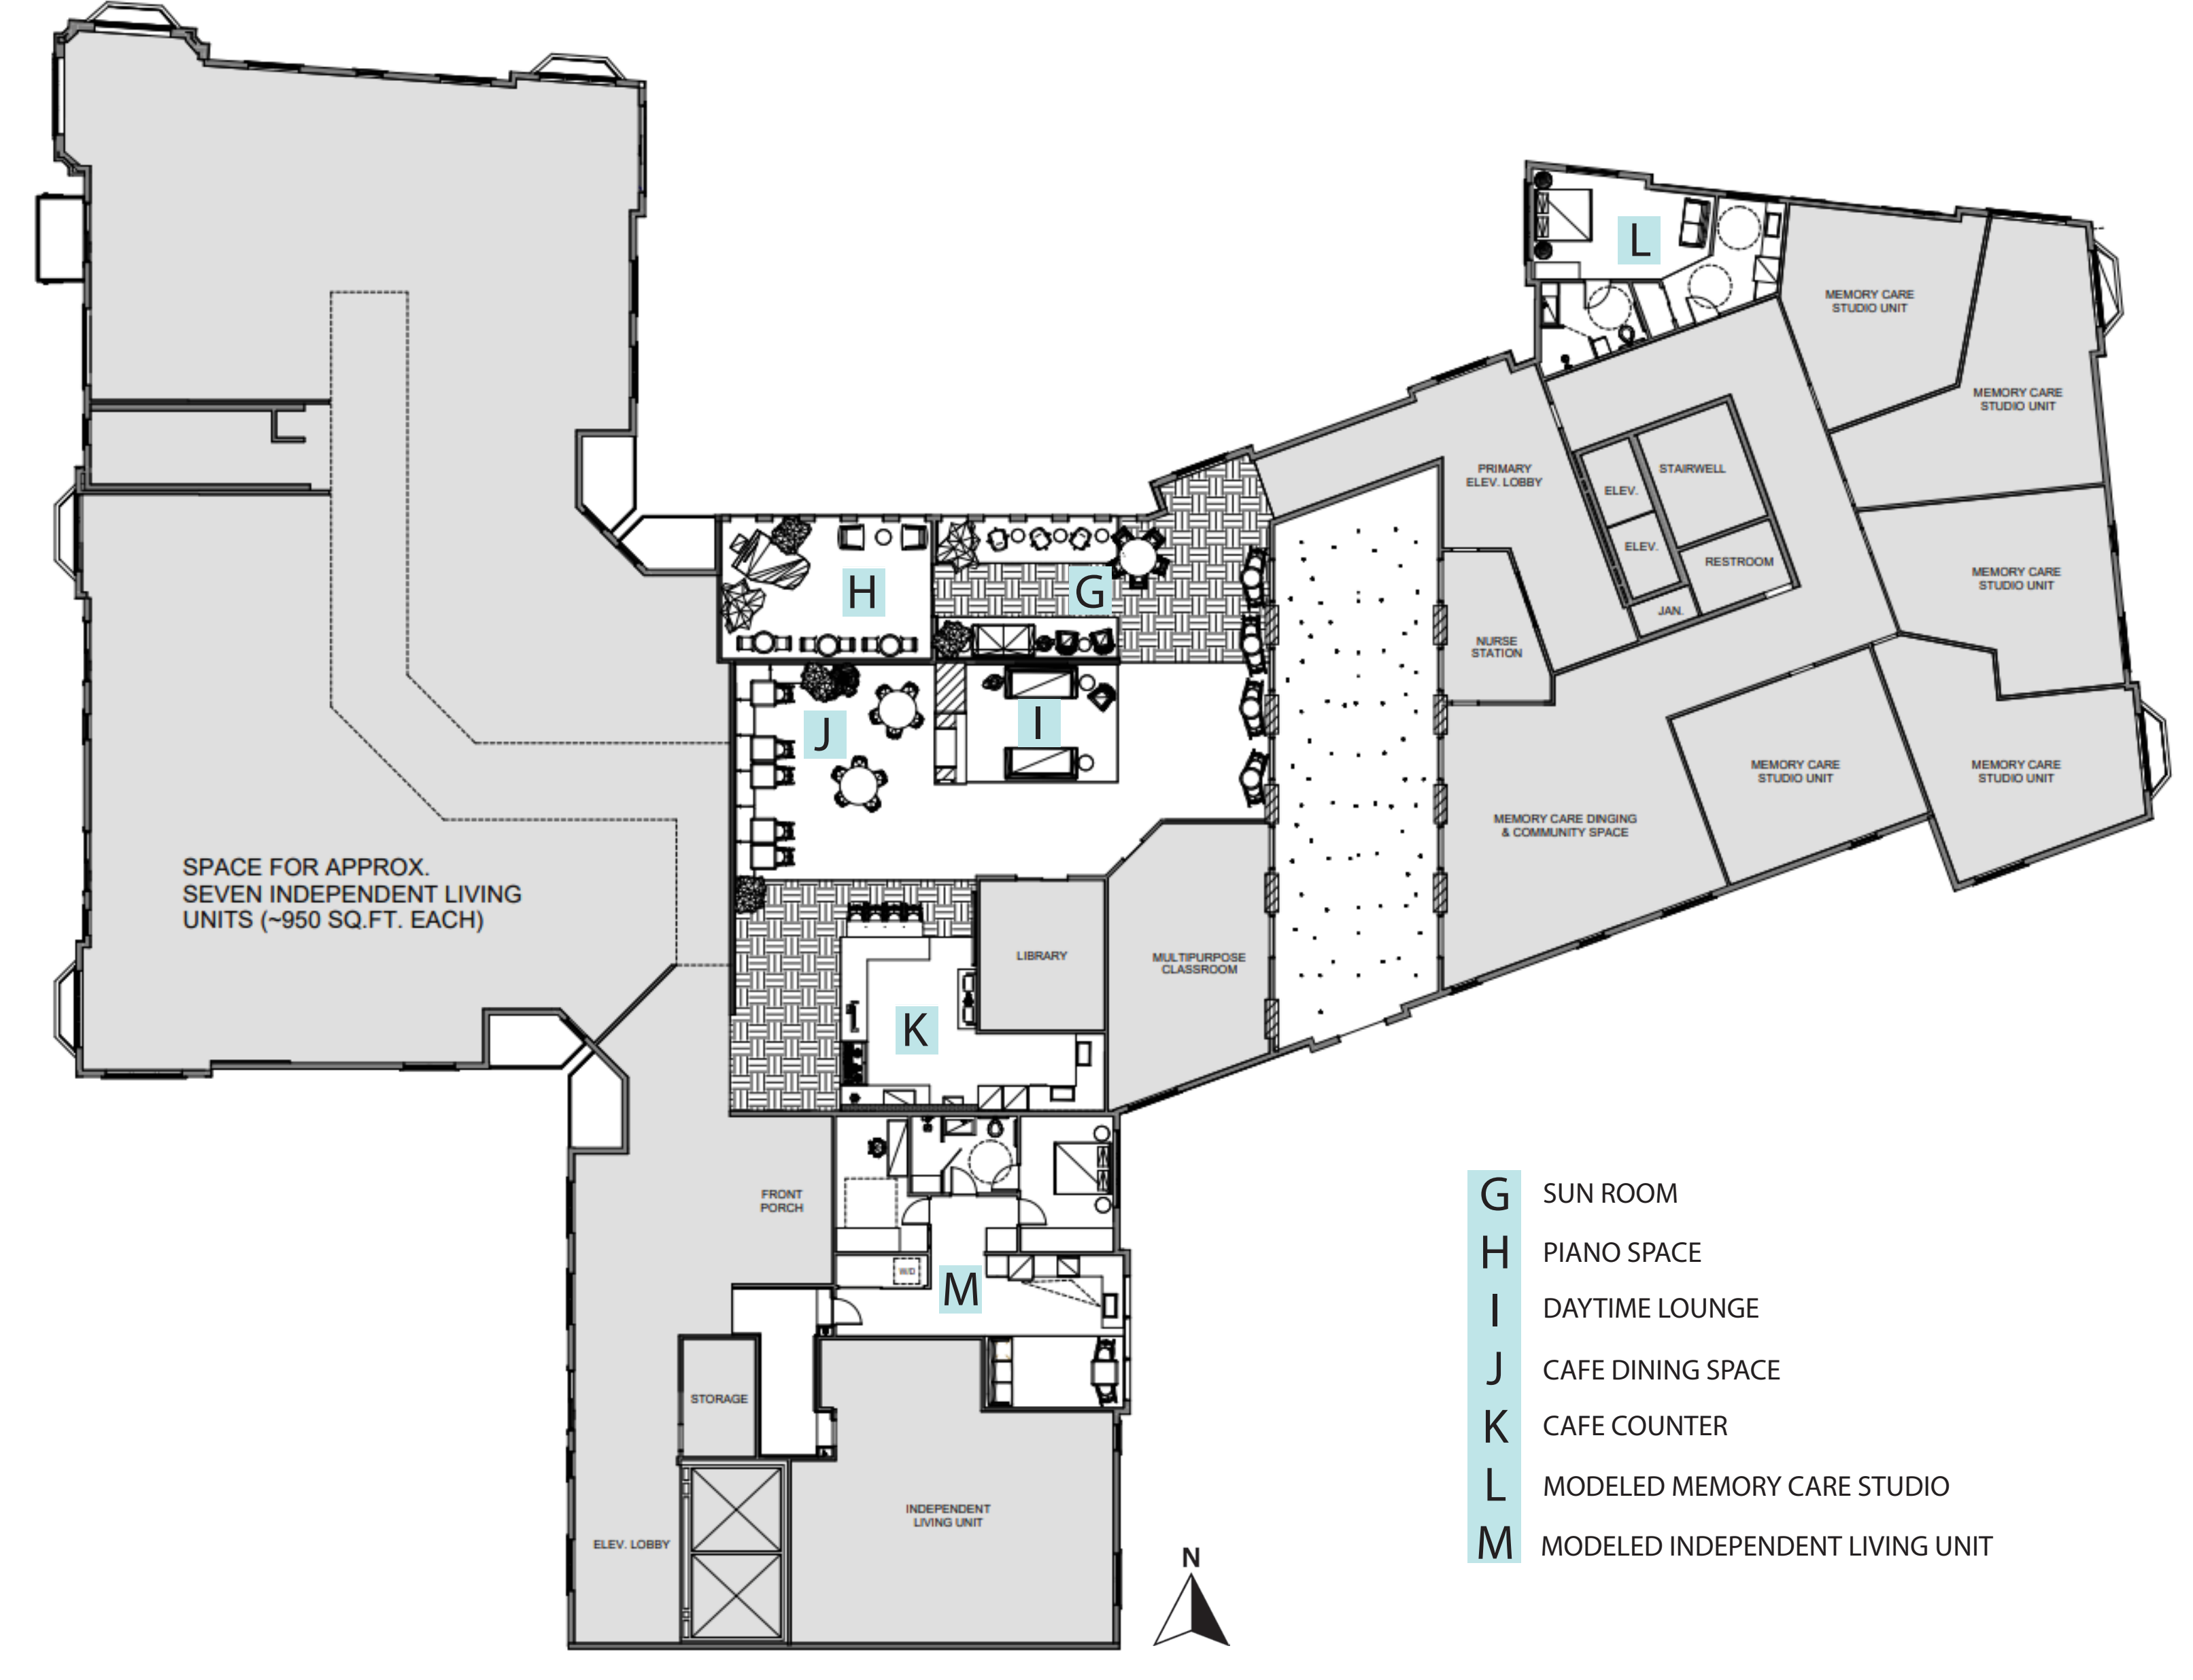 L
MEMORY CARE
STUDIO UNIT
MEMORY CARE
STUDIO UNIT
PRIMARY
ELEV. LOBBY
STAIRWELL
ELEV.
ELEV.
RESTROOM
JAN.
MEMORY CARE
STUDIO UNIT
H
G
NURSE
STATION
J
I
MEMORY CARE
STUDIO UNIT
MEMORY CARE
STUDIO UNIT
MEMORY CARE DINGING
& COMMUNITY SPACE
SPACE FOR APPROX.
SEVEN INDEPENDENT LIVING
UNITS (~950 SQ.FT. EACH)
LIBRARY
MULTIPURPOSE
CLASSROOM
K
FRONT
PORCH
W/D
M
STORAGE
INDEPENDENT
LIVING UNIT
ELEV. LOBBY
N
G SUN ROOM
H PIANO SPACE
I DAYTIME LOUNGE
J CAFE DINING SPACE
K CAFE COUNTER
L MODELED MEMORY CARE STUDIO
M MODELED INDEPENDENT LIVING UNIT